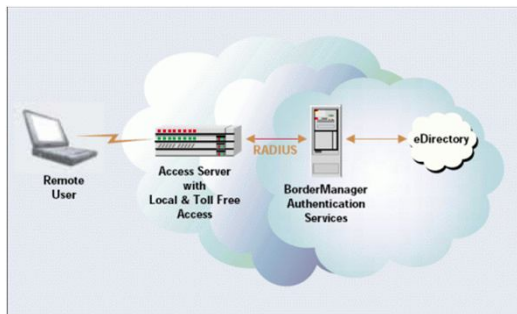 Remote
User
Access Server
with
Local & Toll Free
Access
RADIUS
BorderManager
Authentication
Services
eDirectory